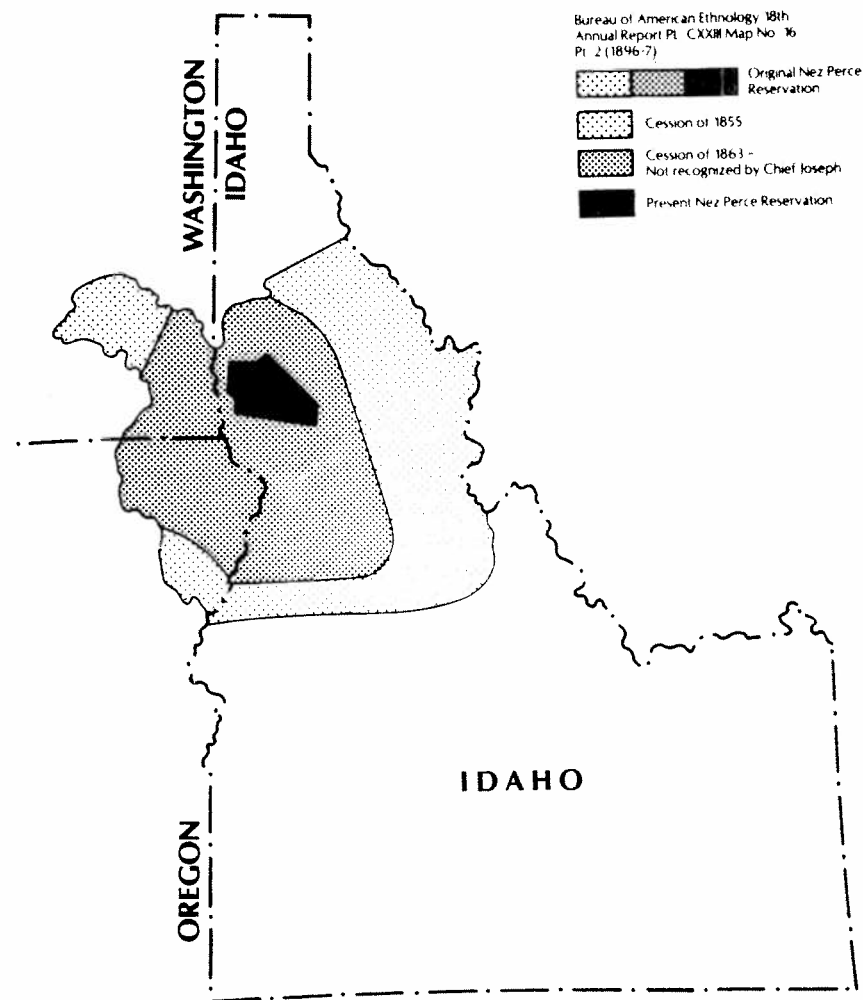 Bureau of American Ethnology 18th
Annual Report Pt. CXXIII Map No. 16
Pt. 2 (1896-7)
Original Nez Perce
Reservation
Cession of 1855
Cession of 1863 -
Not recognized by Chief Joseph
Present Nez Perce Reservation
WASHINGTON
IDAHO
IDAHO
OREGON